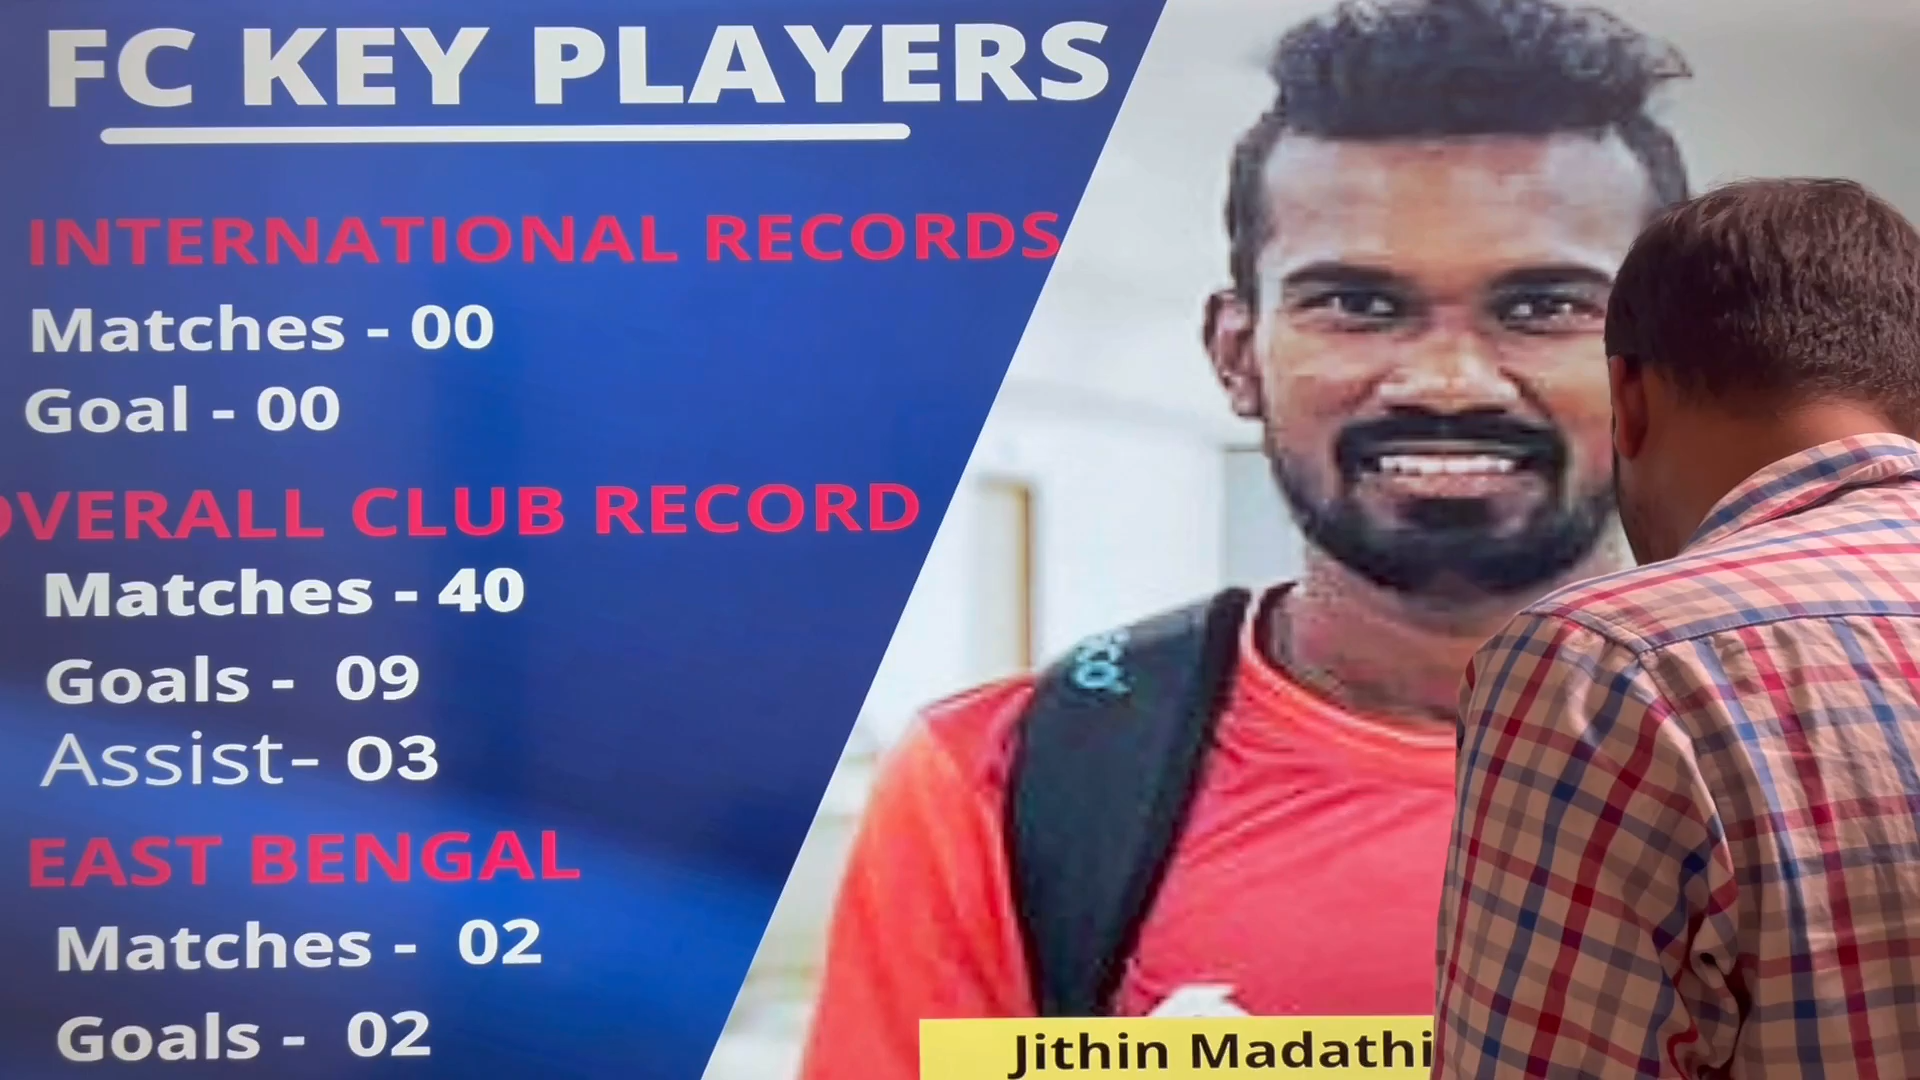 FC KEY PLAYERS
INTERNATIONAL RECORDS
Matches - 00
Goal - 00
OVERALL CLUB RECORD
Matches - 40
Goals - 09
Assist- 03
EAST BENGAL
Matches - 02
Goals - 02
Jithin Madathi